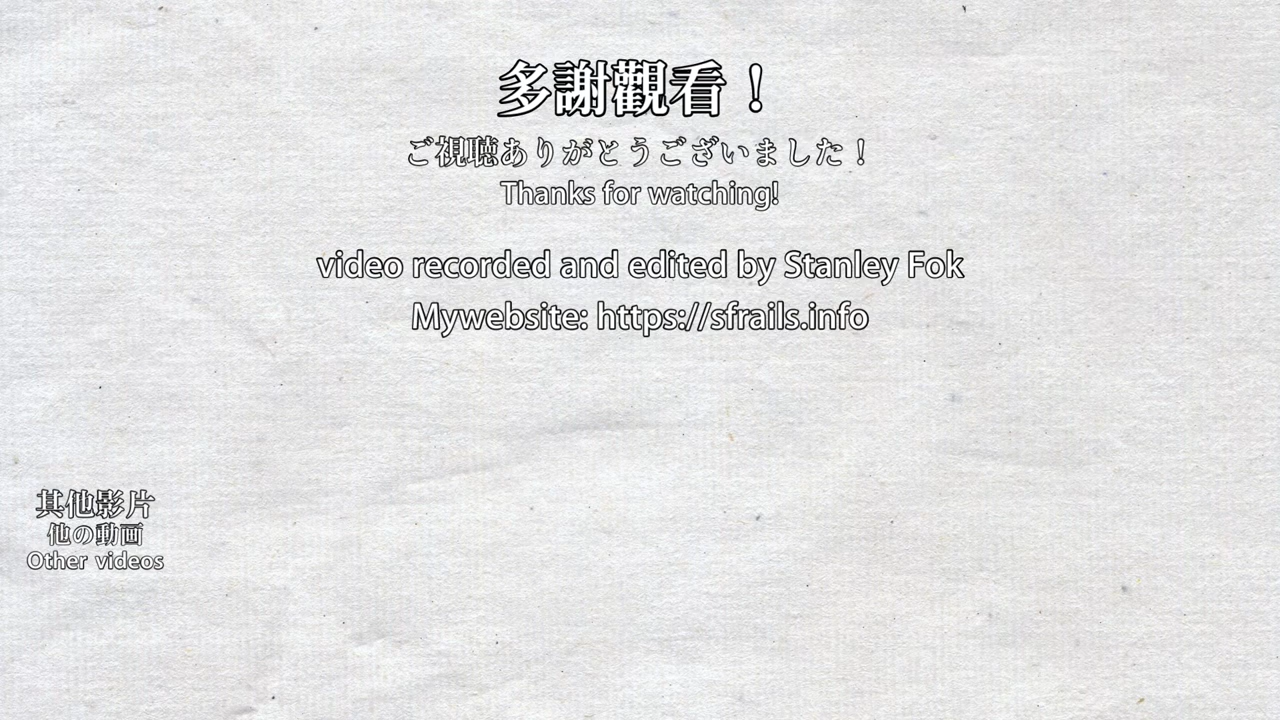 多謝觀看！
ご視聴ありがとうございました！
Thanks for watching!
video recorded and edited by Stanley Fok
Mywebsite: https://sfrails.info
其他影片
他の動画
Other videos